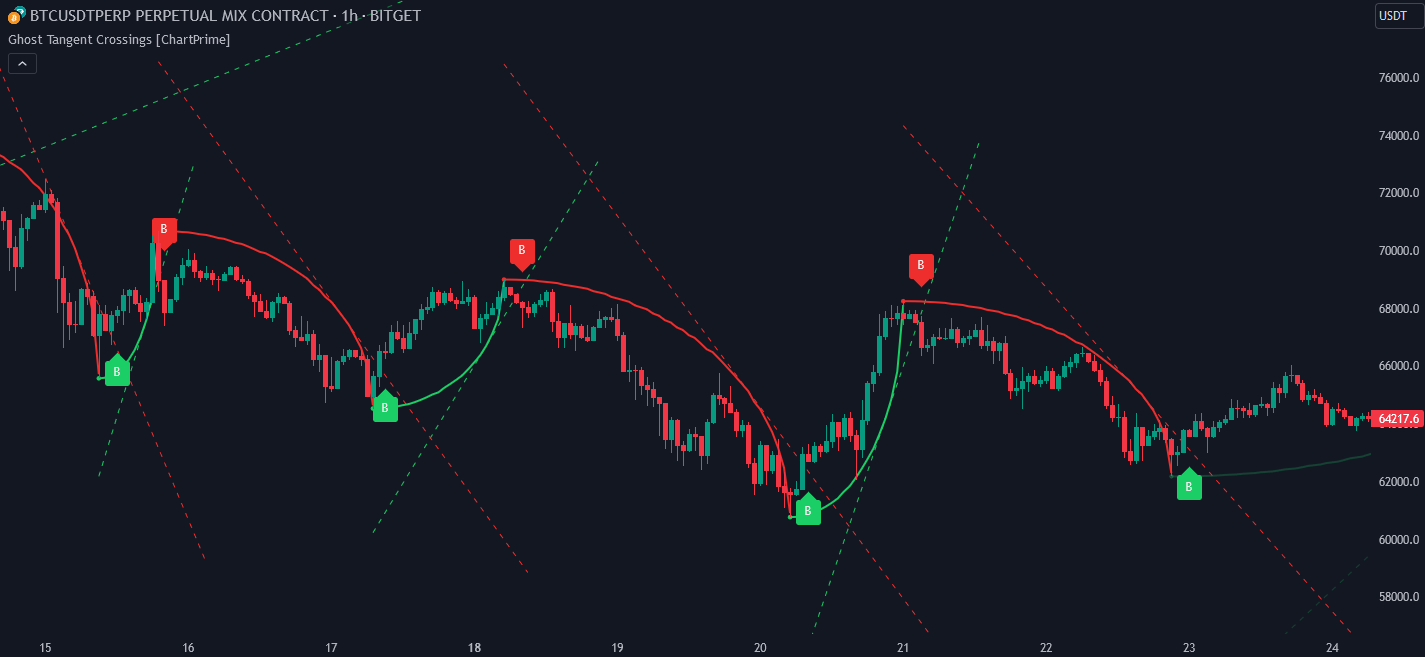 BTCUSDTPERP PERPETUAL MIX CONTRACT · 1h · BITGET
USDT
Ghost Tangent Crossings [ChartPrime]
76000.0
74000.0
72000.0
70000.0
68000.0
66000.0
64217.6
62000.0
60000.0
58000.0
B
B
B
B
B
B
B
15
16
17
18
19
20
21
22
23
24